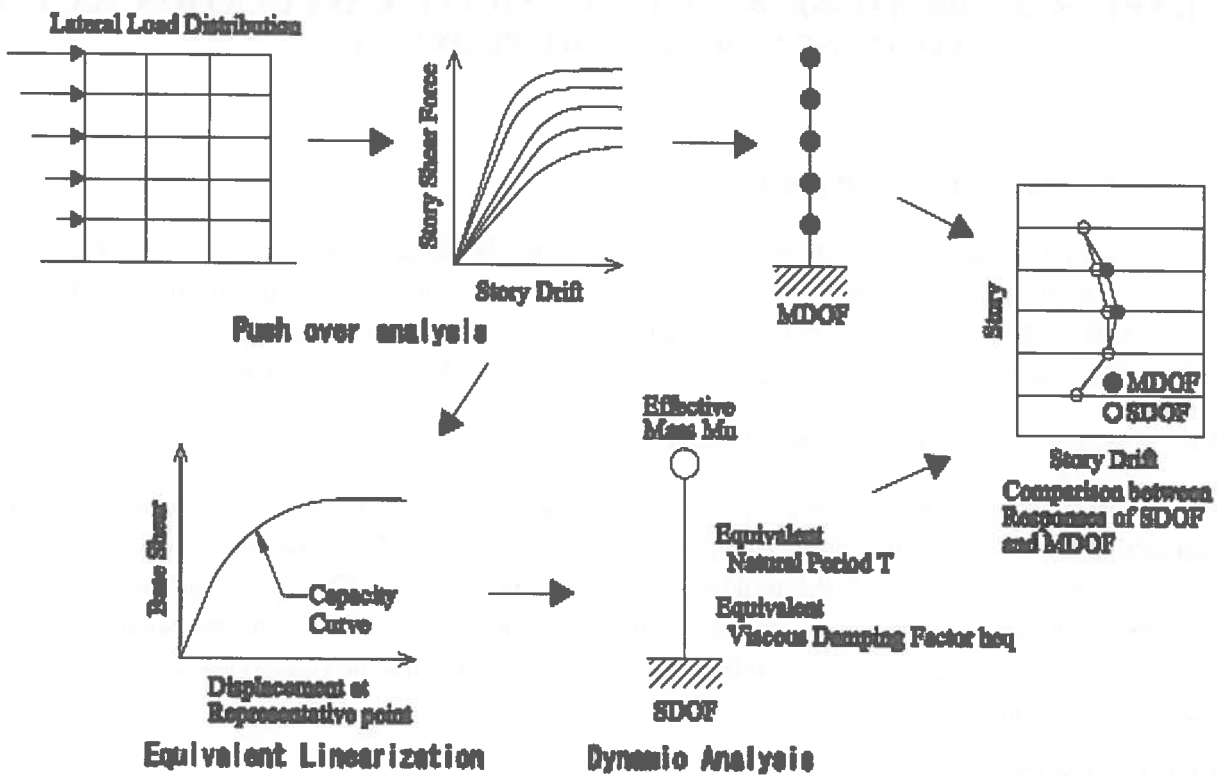 Lateral Load Distribution
Story Shear Force
Story Drift
Push over analysis
MDOF
Story
MDOF
SDOF
Story Drift
Comparison between
Responses of SDOF
and MDOF
Base Shear
Capacity
Curve
Displacement at
Representative point
Equivalent Linearization
Effective
Mass Mu
Equivalent
Natural Period T
Equivalent
Viscous Damping Factor heq
SDOF
Dynamic Analysis